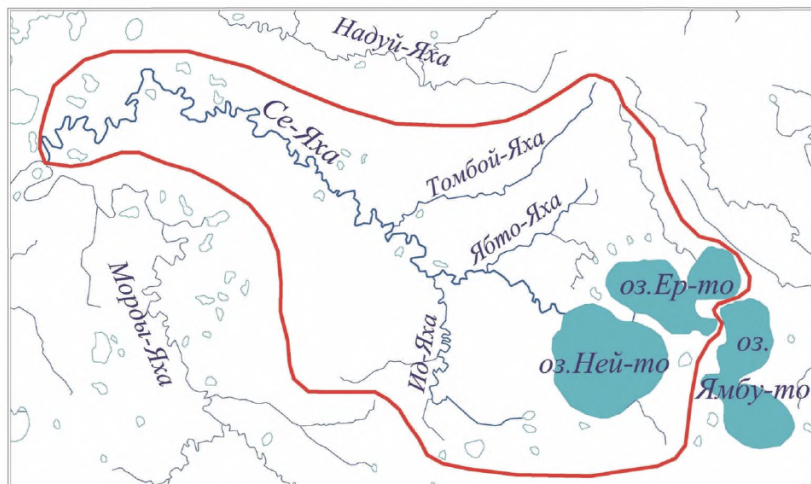 Надуй-Яха
Се-Яха
Томбой-Яха
Ябто-Яха
Морды-Яха
Ид-Яха
оз.Ер-то
оз.Ней-то
оз.
Ямбу-то